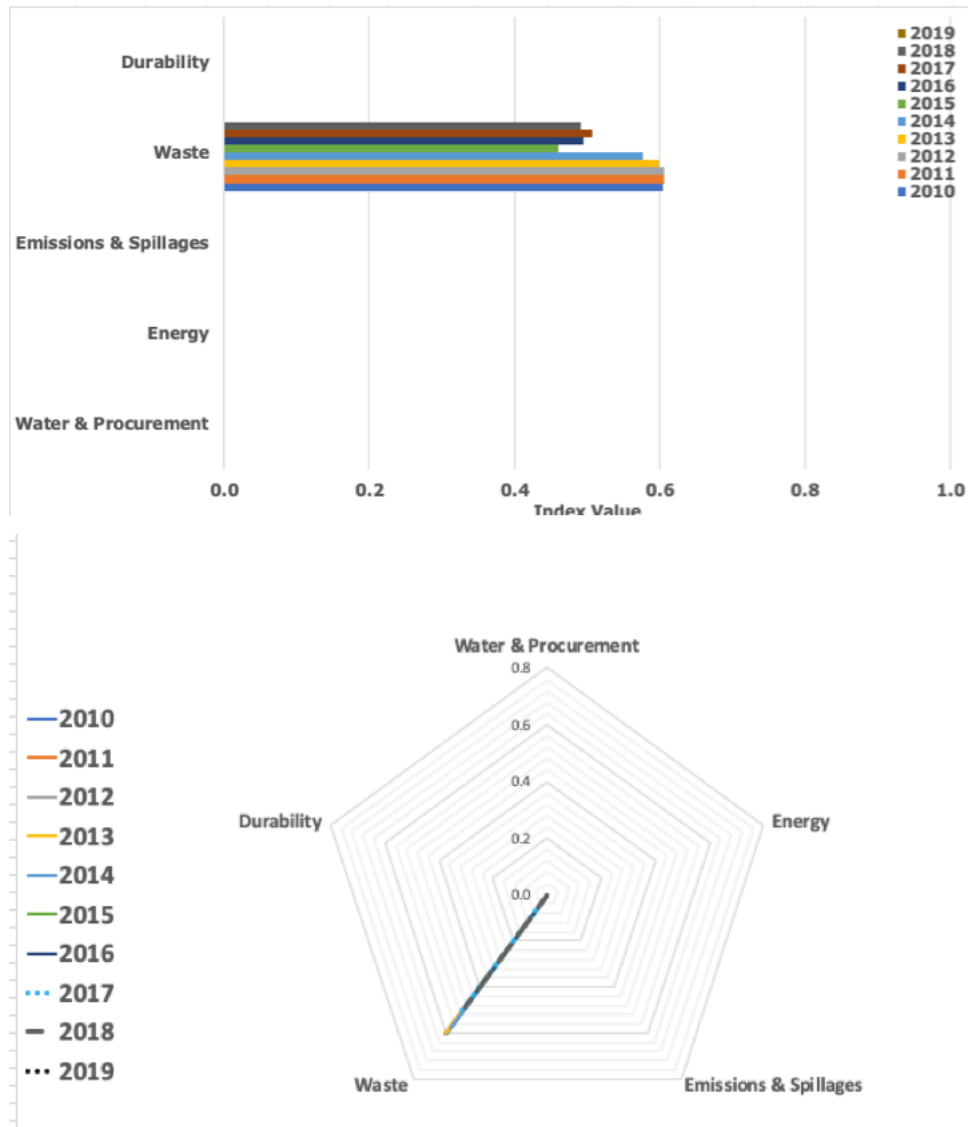 2019
2018
2017
2016
2015
2014
2013
2012
2011
2010
Durability
Waste
Emissions & Spillages
Energy
Water & Procurement
0.0 0.2 0.4 0.6 0.8 1.0
Index Value
Water & Procurement
0.8
0.6
0.4
0.2
0.0
Durability
Energy
Waste
Emissions & Spillages
2010
2011
2012
2013
2014
2015
2016
2017
2018
2019